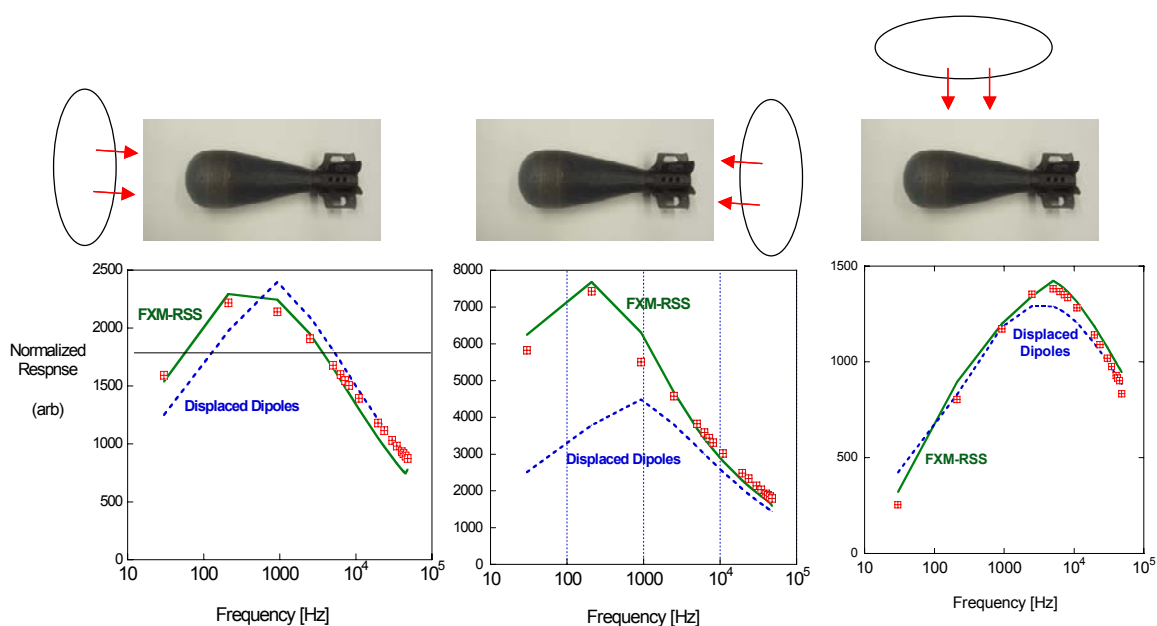 2500
2000
1500
1000
500
0
FXM-RSS
Displaced Dipoles
Normalized
Respnse
(arb)
10
100
1000
10⁴
10⁵
Frequency [Hz]
8000
7000
6000
5000
4000
3000
2000
1000
0
FXM-RSS
Displaced Dipoles
10
100
1000
10⁴
10⁵
Frequency [Hz]
1500
1000
500
0
Displaced
Dipoles
FXM-RSS
10
100
1000
10⁴
10⁵
Frequency [Hz]